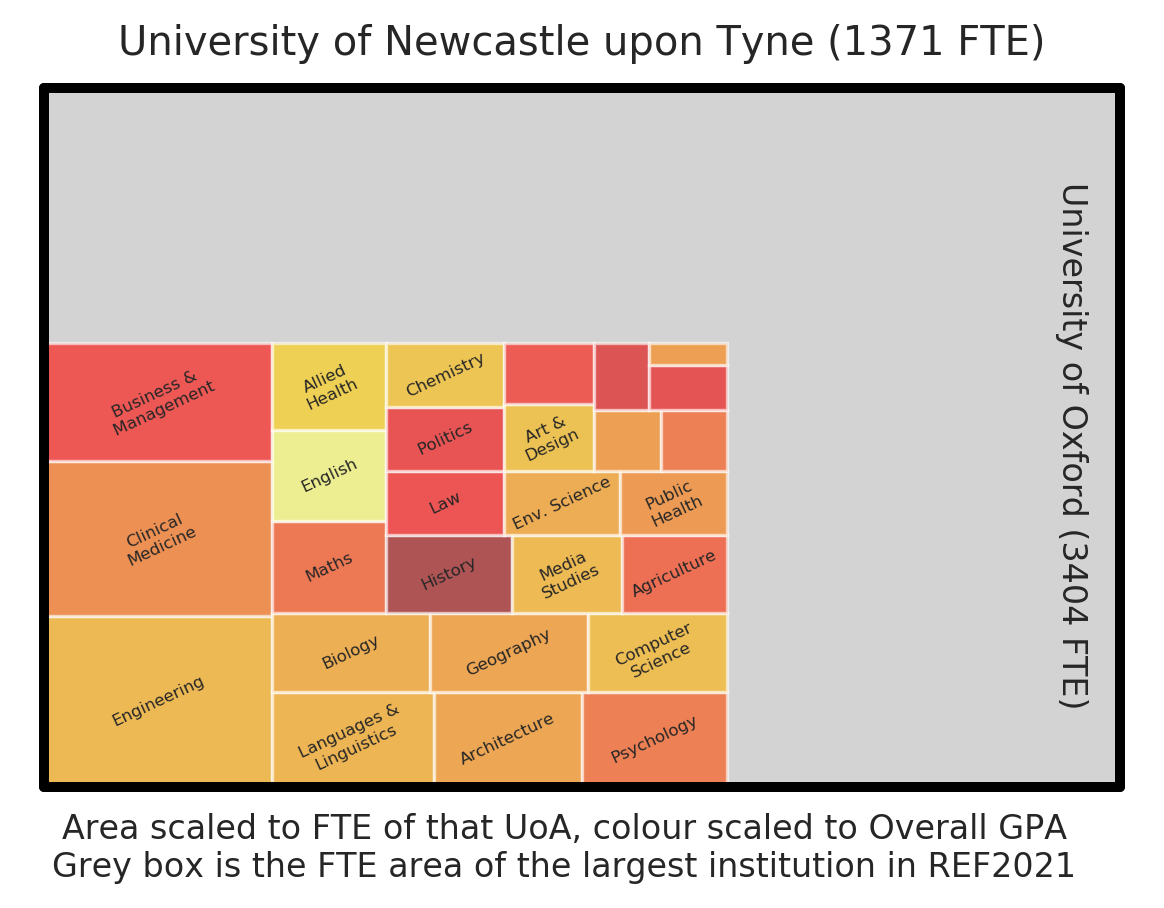 University of Newcastle upon Tyne (1371 FTE)
University of Oxford (3404 FTE)
Business &
Management
Allied
Health
Chemistry
Politics
Art &
Design
English
Law
Env. Science
Public
Health
Clinical
Medicine
Maths
History
Media
Studies
Agriculture
Biology
Geography
Computer
Science
Engineering
Languages &
Linguistics
Architecture
Psychology
Area scaled to FTE of that UoA, colour scaled to Overall GPA
Grey box is the FTE area of the largest institution in REF2021